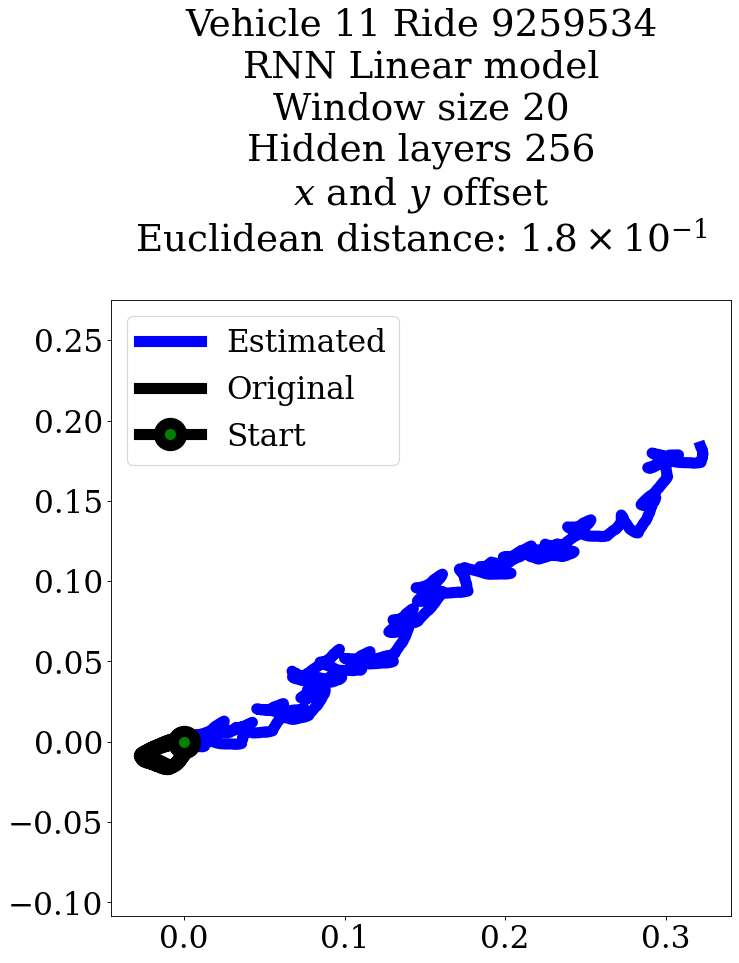 Vehicle 11 Ride 9259534
RNN Linear model
Window size 20
Hidden layers 256
x and y offset
Euclidean distance: 1.8 × 10⁻¹
Estimated
Original
Start
0.25
0.20
0.15
0.10
0.05
0.00
−0.05
−0.10
0.0 0.1 0.2 0.3